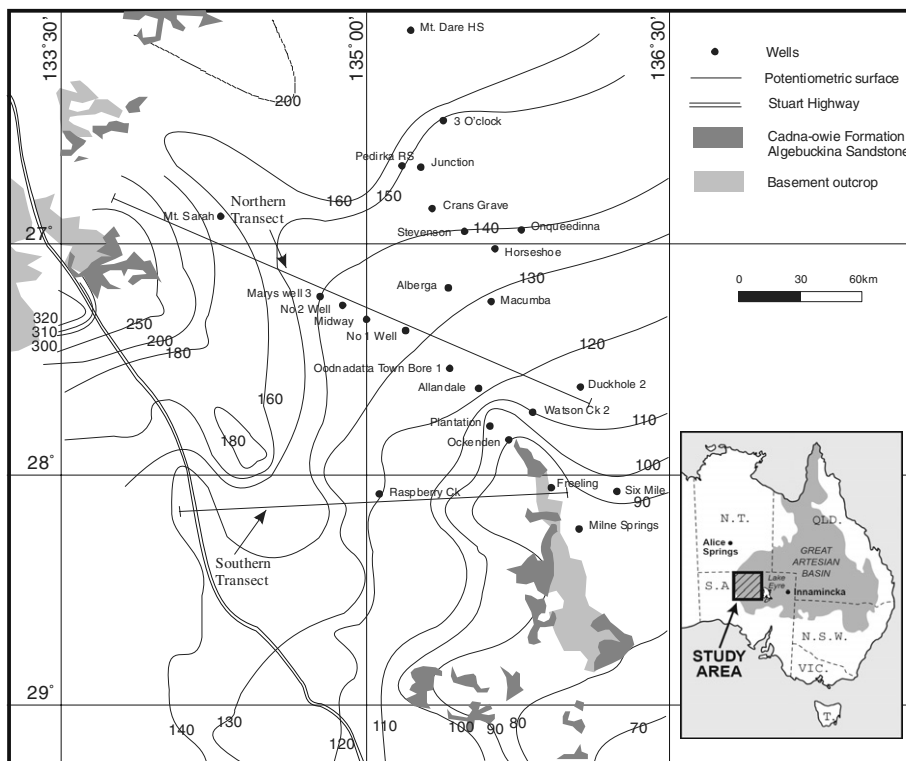 133°30'
135°00'
136°30'
Mt. Dare HS
200
3 O'clock
Pedirka RS
Junction
160
150
Northern
Transect
Mt. Sarah
Crans Grave
Stevenson
140
Onqueedinna
27°
Horseshoe
130
Marys well 3
Alberga
Macumba
No 2 Well
Midway
No 1 Well
320
310
300
250
200
180
120
Oodnadatta Town Bore 1
Allandale
Duckhole 2
160
Watson Ck 2
110
Plantation
180
Ockenden
100
28°
Raspberry Ck
Freeling
Six Mile
90
Milne Springs
Southern
Transect
29°
140
130
120
110
100
90
80
70
Wells
Potentiometric surface
Stuart Highway
Cadna-owie Formation
Algebuckina Sandstone
Basement outcrop
0 30 60km
N.T.
QLD.
Alice
Springs
GREAT
ARTESIAN
BASIN
S.A
Lake
Eyre
Innamincka
N.S.W.
STUDY
AREA
VIC.
T.